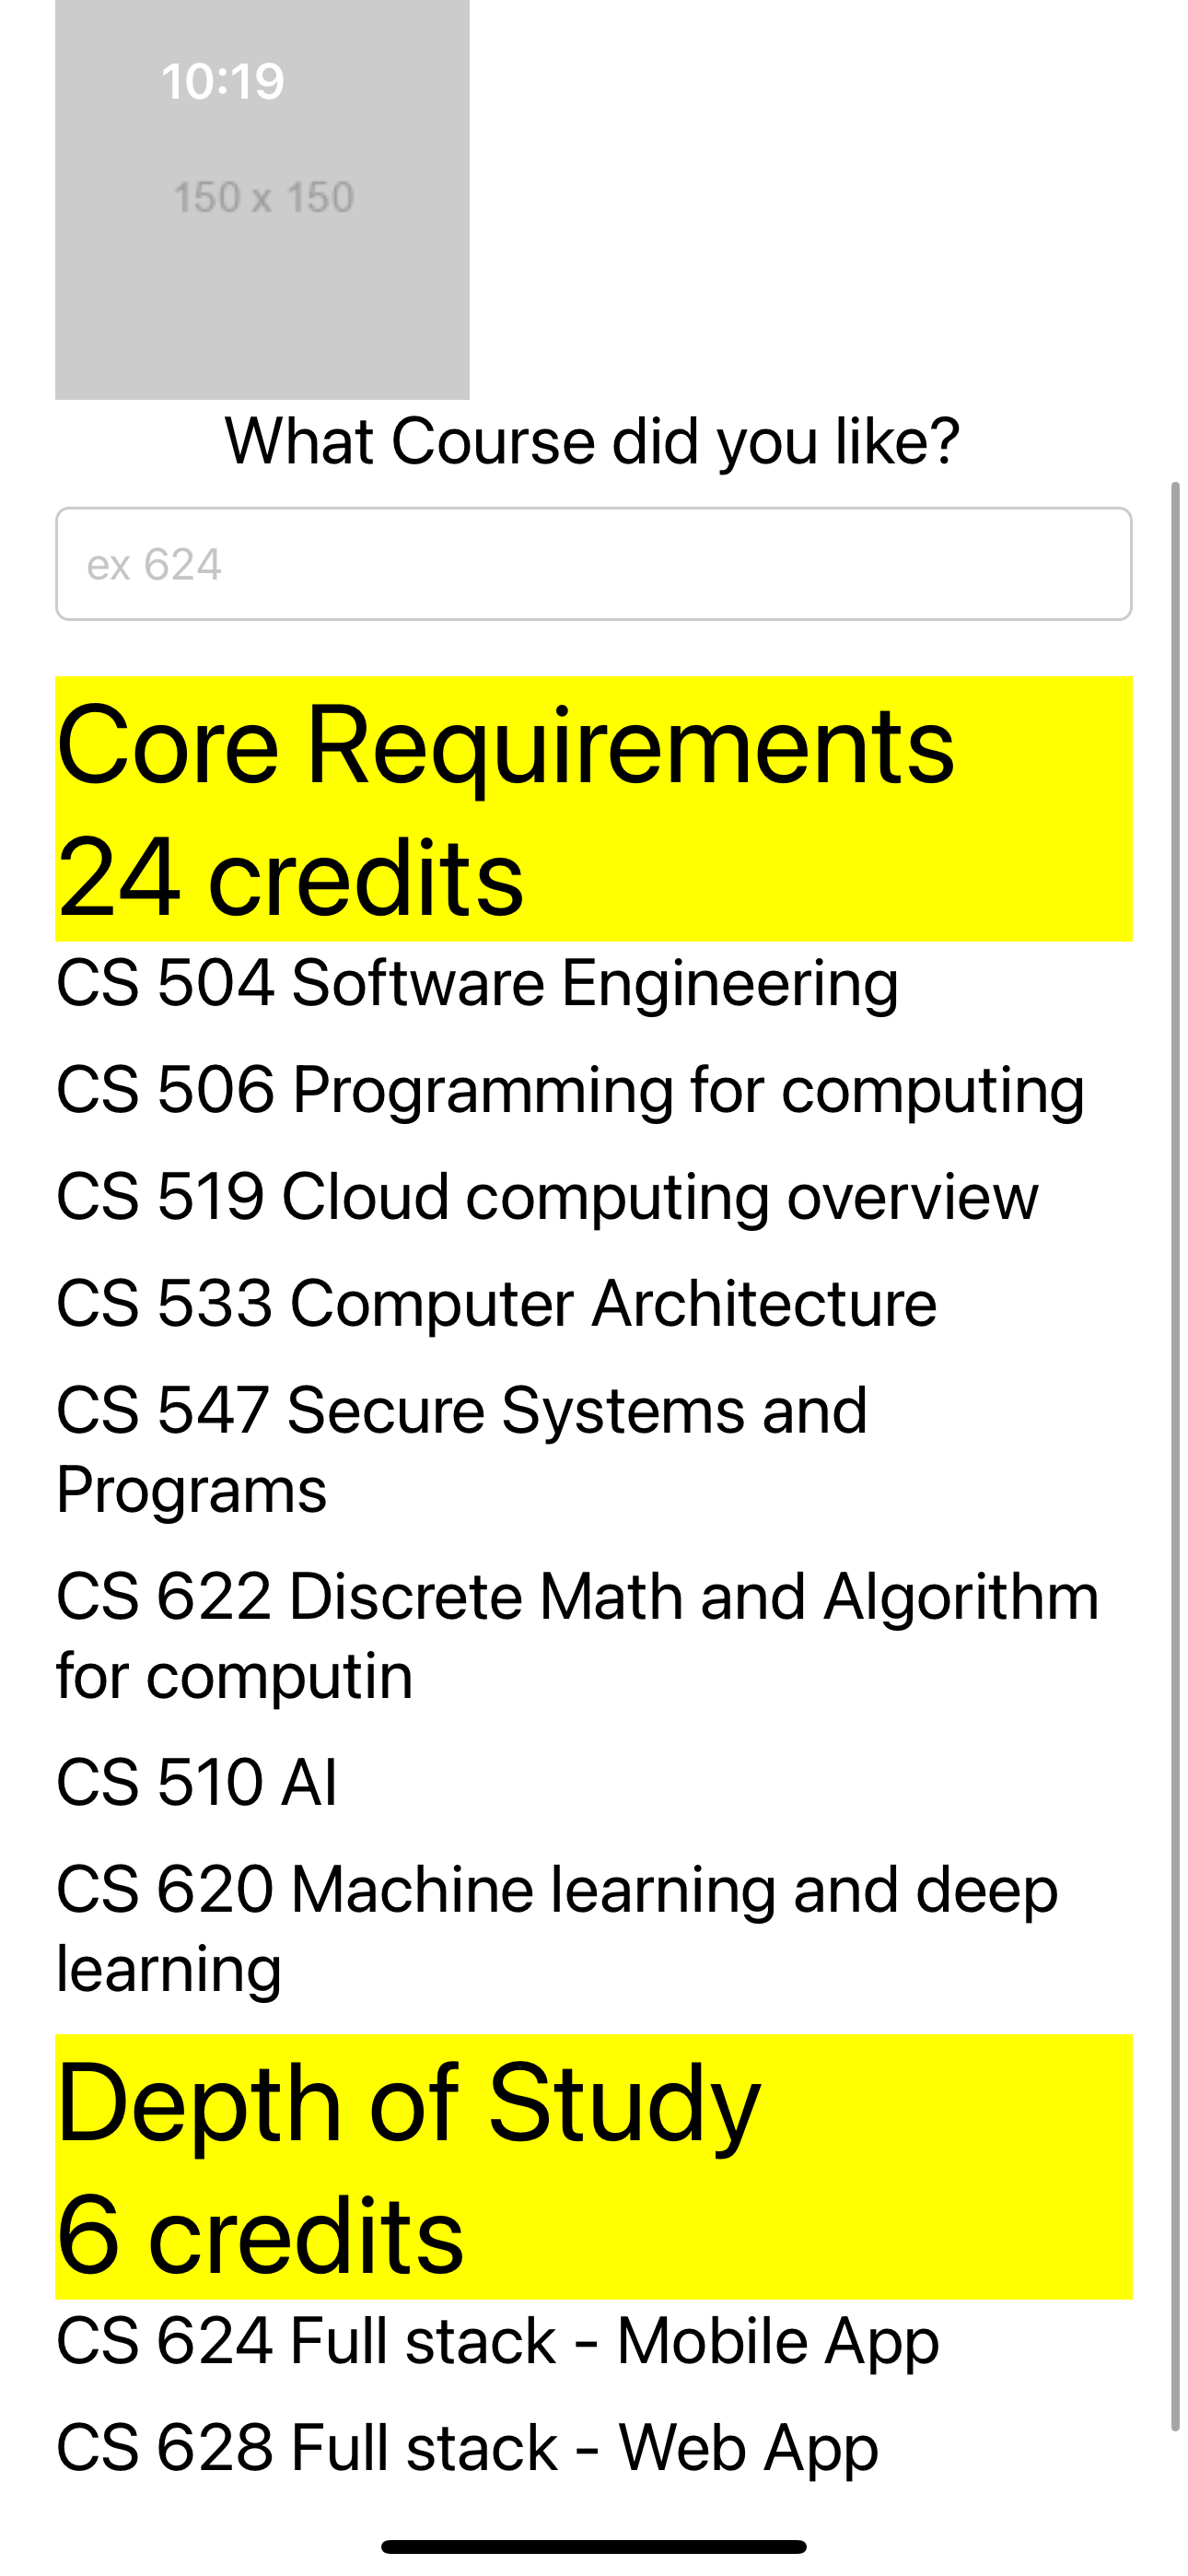 10:19
150 x 150
What Course did you like?
ex 624
Core Requirements
24 credits
CS 504 Software Engineering
CS 506 Programming for computing
CS 519 Cloud computing overview
CS 533 Computer Architecture
CS 547 Secure Systems and
Programs
CS 622 Discrete Math and Algorithm
for computin
CS 510 AI
CS 620 Machine learning and deep
learning
Depth of Study
6 credits
CS 624 Full stack - Mobile App
CS 628 Full stack - Web App